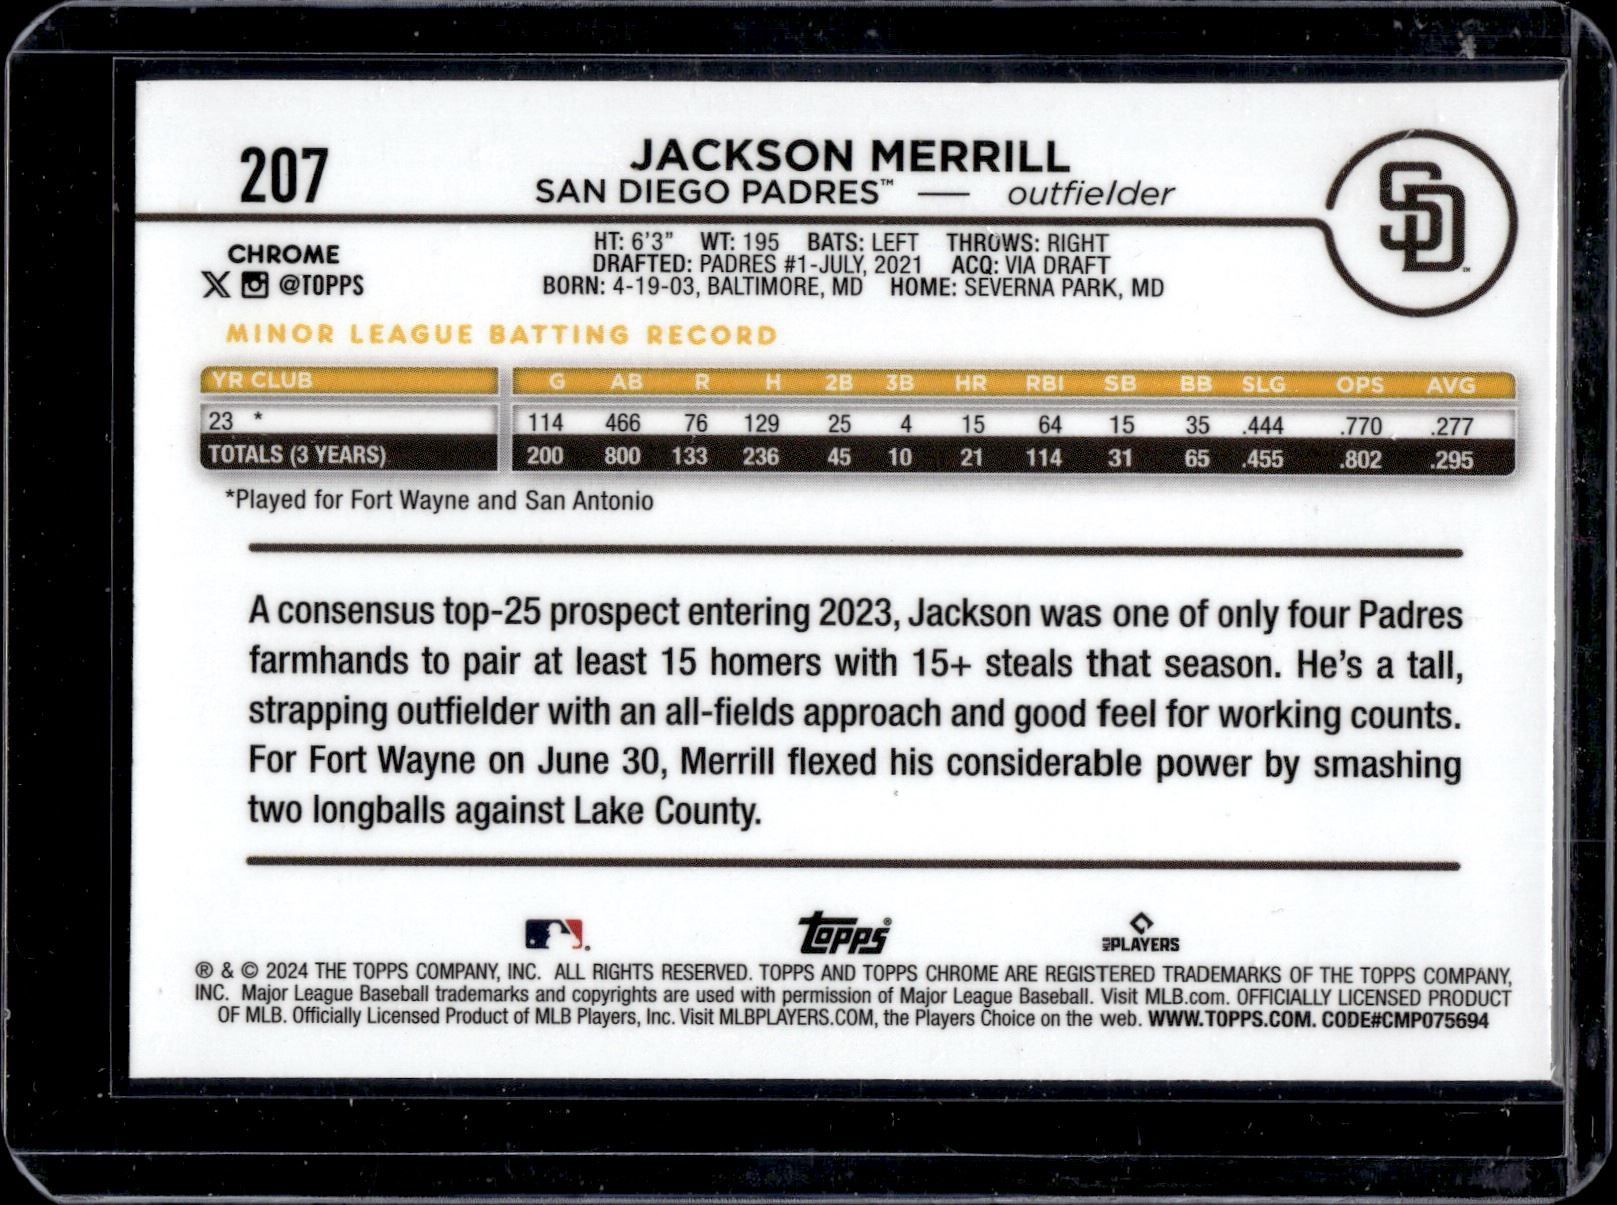 207
JACKSON MERRILL
SAN DIEGO PADRES™ — outfielder
SD™
CHROME
@TOPPS
HT: 6'3" WT: 195 BATS: LEFT THROWS: RIGHT
DRAFTED: PADRES #1-JULY, 2021 ACQ: VIA DRAFT
BORN: 4-19-03, BALTIMORE, MD HOME: SEVERNA PARK, MD
MINOR LEAGUE BATTING RECORD
YR CLUB G AB R H 2B 3B HR RBI SB BB SLG OPS AVG
23 * 114 466 76 129 25 4 15 64 15 35 .444 .770 .277
TOTALS (3 YEARS) 200 800 133 236 45 10 21 114 31 65 .455 .802 .295
*Played for Fort Wayne and San Antonio
A consensus top-25 prospect entering 2023, Jackson was one of only four Padres
farmhands to pair at least 15 homers with 15+ steals that season. He's a tall,
strapping outfielder with an all-fields approach and good feel for working counts.
For Fort Wayne on June 30, Merrill flexed his considerable power by smashing
two longballs against Lake County.
Topps®
MLB PLAYERS
® & © 2024 THE TOPPS COMPANY, INC. ALL RIGHTS RESERVED. TOPPS AND TOPPS CHROME ARE REGISTERED TRADEMARKS OF THE TOPPS COMPANY,
INC. Major League Baseball trademarks and copyrights are used with permission of Major League Baseball. Visit MLB.com. OFFICIALLY LICENSED PRODUCT
OF MLB. Officially Licensed Product of MLB Players, Inc. Visit MLBPLAYERS.COM, the Players Choice on the web. WWW.TOPPS.COM. CODE#CMP075694